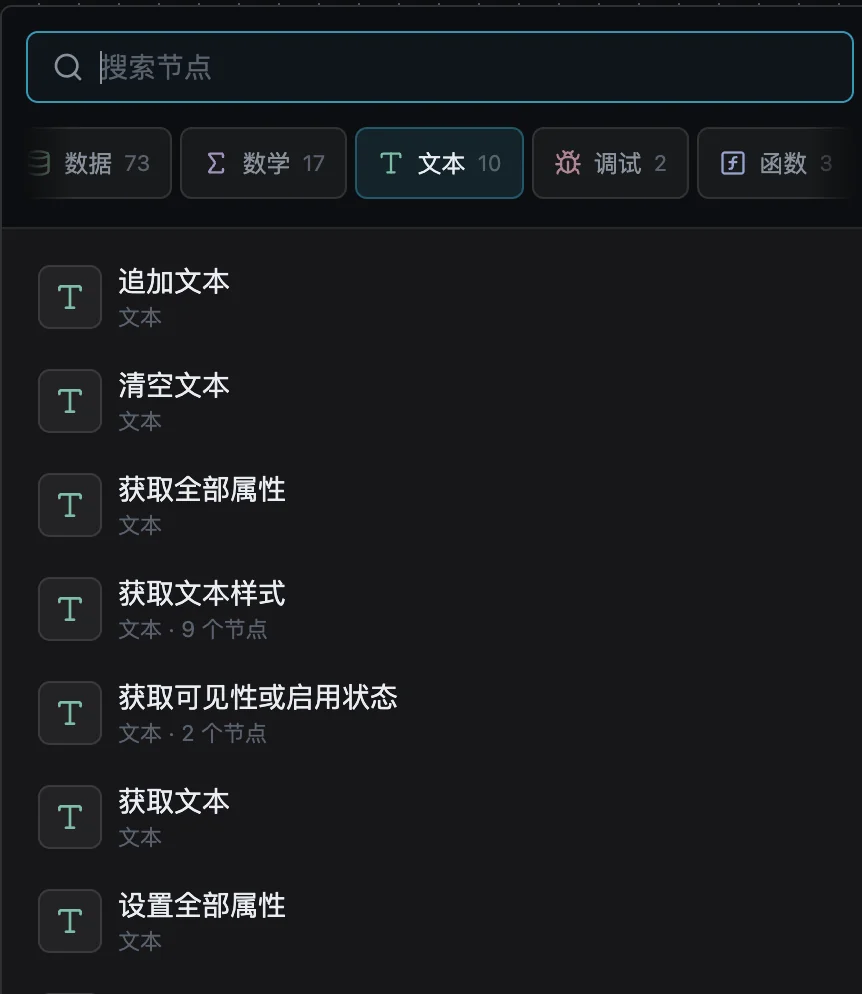 搜索节点
数据 73 数学 17 文本 10 调试 2 函数 3
追加文本
文本
清空文本
文本
获取全部属性
文本
获取文本样式
文本 · 9 个节点
获取可见性或启用状态
文本 · 2 个节点
获取文本
文本
设置全部属性
文本